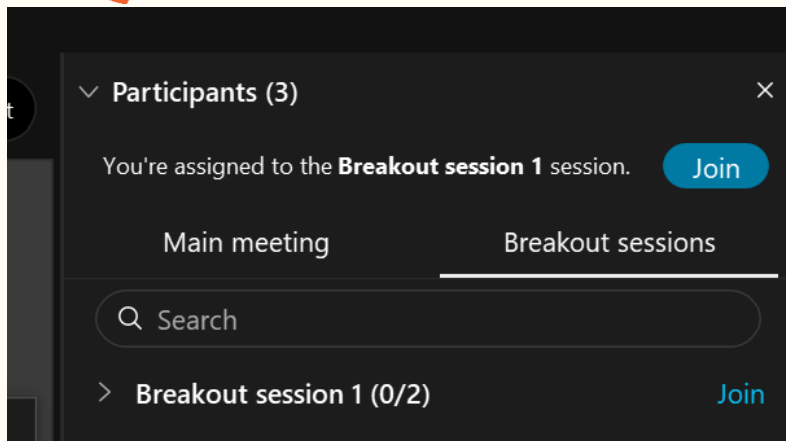 t
Participants (3)
You're assigned to the Breakout session 1 session. Join
Main meeting Breakout sessions
Search
Breakout session 1 (0/2) Join